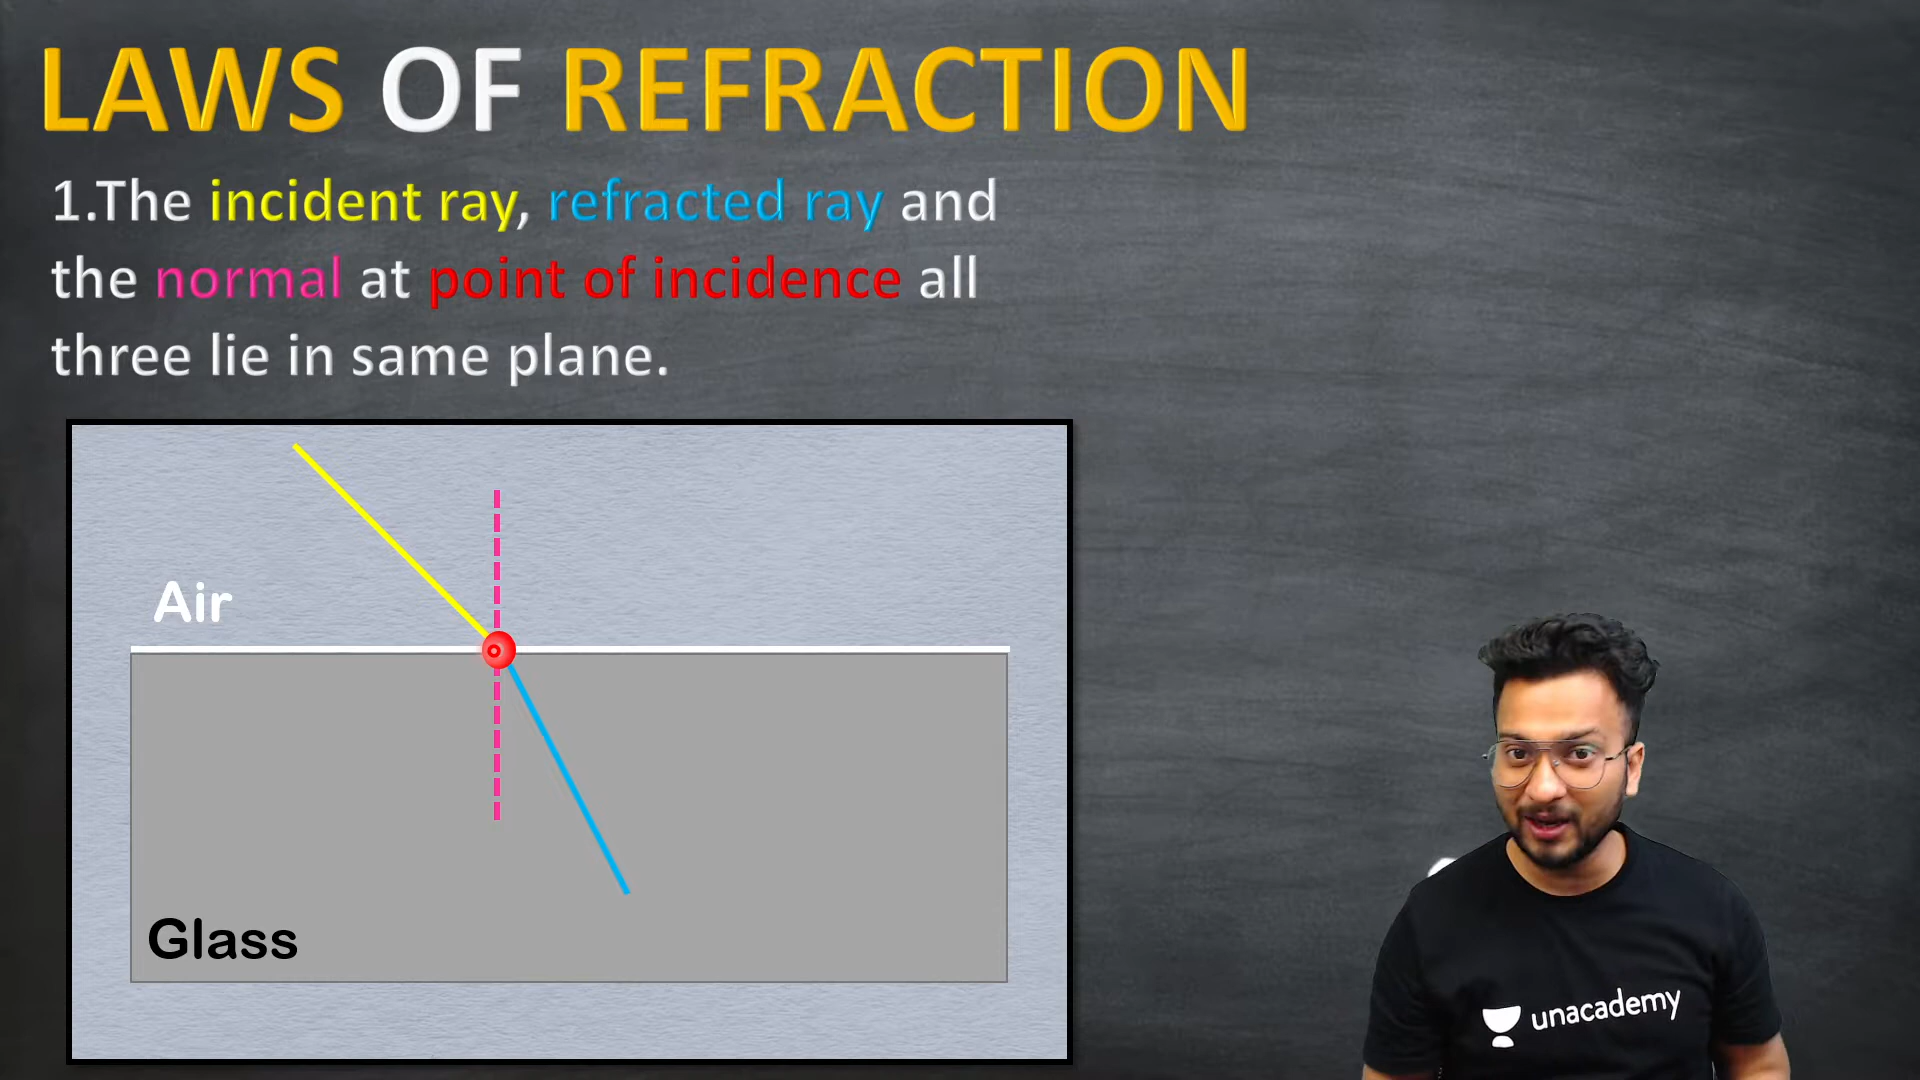 LAWS OF REFRACTION
1.The incident ray, refracted ray and
the normal at point of incidence all
three lie in same plane.
Air
Glass
unacademy